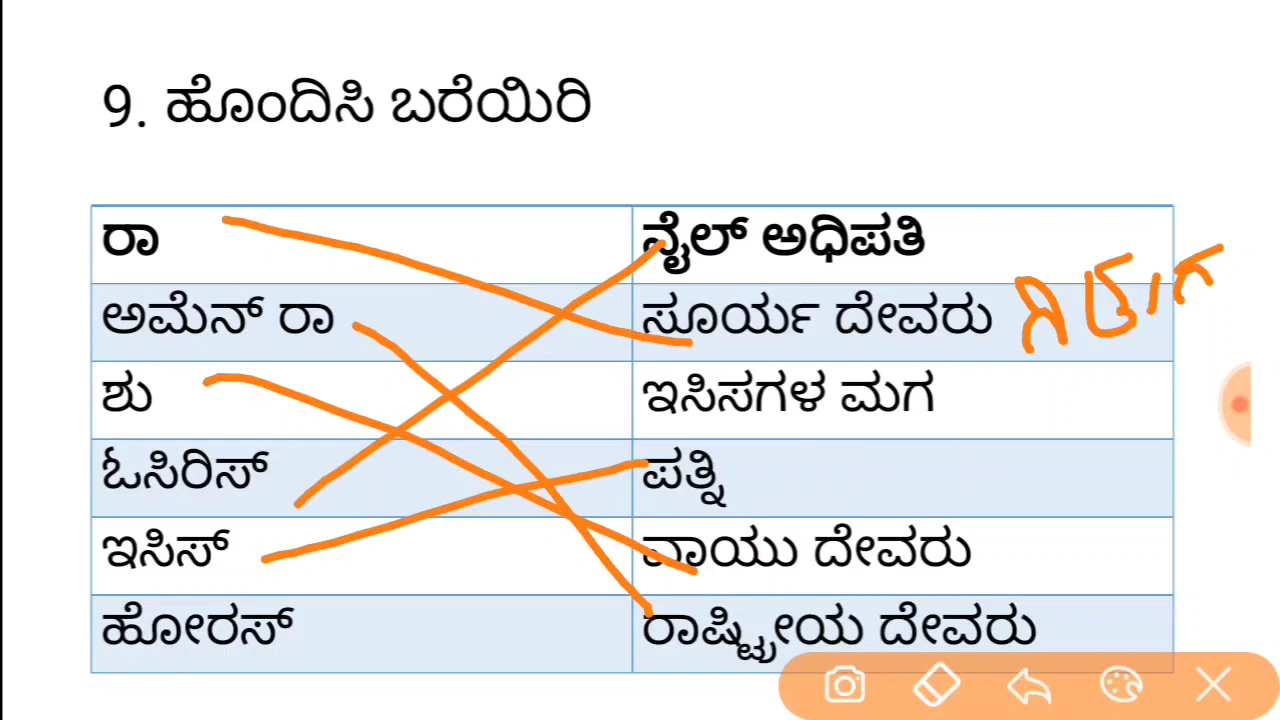 9. ಹೊಂದಿಸಿ ಬರೆಯಿರಿ
ರಾ ನೈಲ್ ಅಧಿಪತಿ
ಅಮೆನ್ ರಾ ಸೂರ್ಯ ದೇವರು
ಶು ಇಸಿಸಗಳ ಮಗ
ಓಸಿರಿಸ್ ಪತ್ನಿ
ಇಸಿಸ್ ವಾಯು ದೇವರು
ಹೋರಸ್ ರಾಷ್ಟ್ರೀಯ ದೇವರು